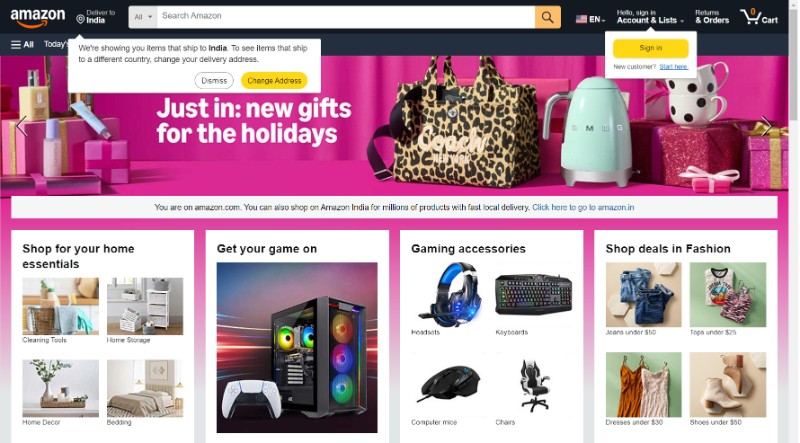 amazon
Deliver to
India
All
Search Amazon
EN
Hello, sign in
Account & Lists
Returns
& Orders
0
Cart
All
Today's
We're showing you items that ship to India. To see items that ship
to a different country, change your delivery address.
Dismiss
Change Address
Sign in
New customer? Start here.
Just in: new gifts
for the holidays
Coach
NEW YORK
SMEG
You are on amazon.com. You can also shop on Amazon India for millions of products with fast local delivery. Click here to go to amazon.in
Shop for your home
essentials
Cleaning Tools
Home Storage
Home Decor
Bedding
Get your game on
Gaming accessories
Headsets
Keyboards
Computer mice
Chairs
Shop deals in Fashion
Jeans under $50
Tops under $25
Dresses under $30
Shoes under $50